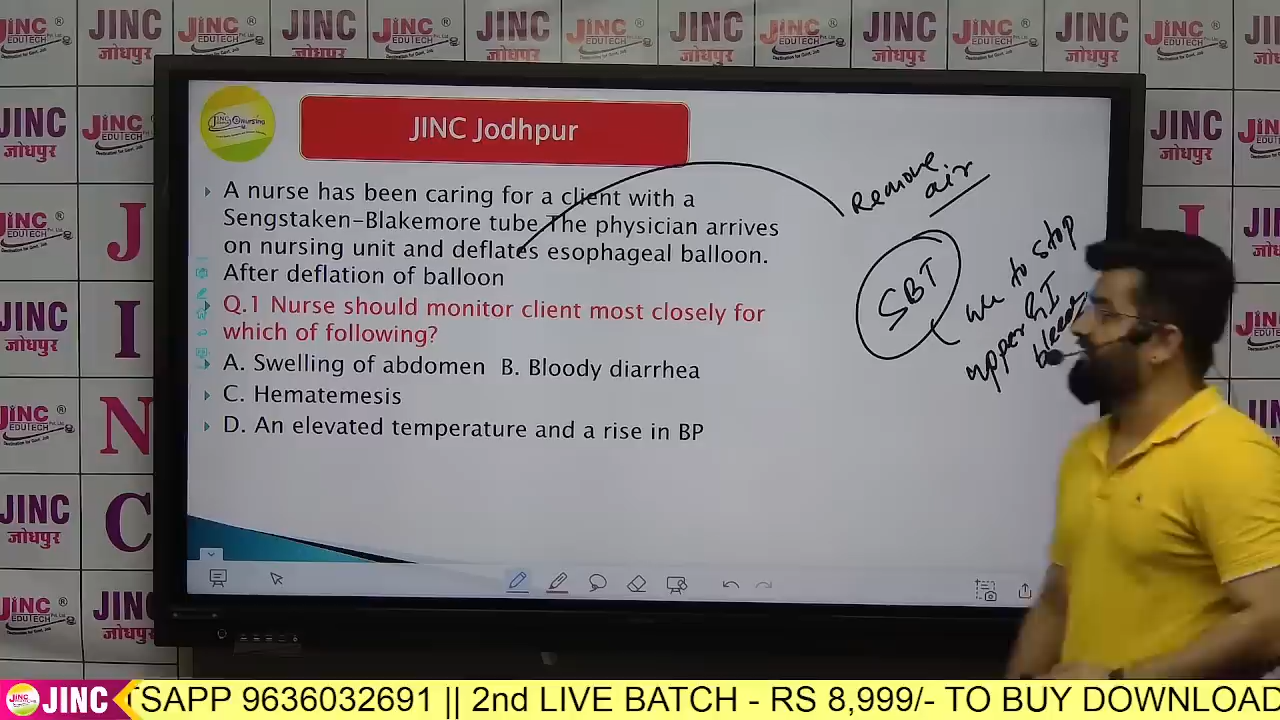 JINC Jodhpur
A nurse has been caring for a client with a
Sengstaken-Blakemore tube The physician arrives
on nursing unit and deflates esophageal balloon.
After deflation of balloon
Q.1 Nurse should monitor client most closely for
which of following?
A. Swelling of abdomen B. Bloody diarrhea
C. Hematemesis
D. An elevated temperature and a rise in BP
Remove
air
SBT
to stop
upper GI
JINC
EDUTECH
जोधपुर
J
I
N
C
JINC
TSAPP 9636032691 || 2nd LIVE BATCH - RS 8,999/- TO BUY DOWNLOAD